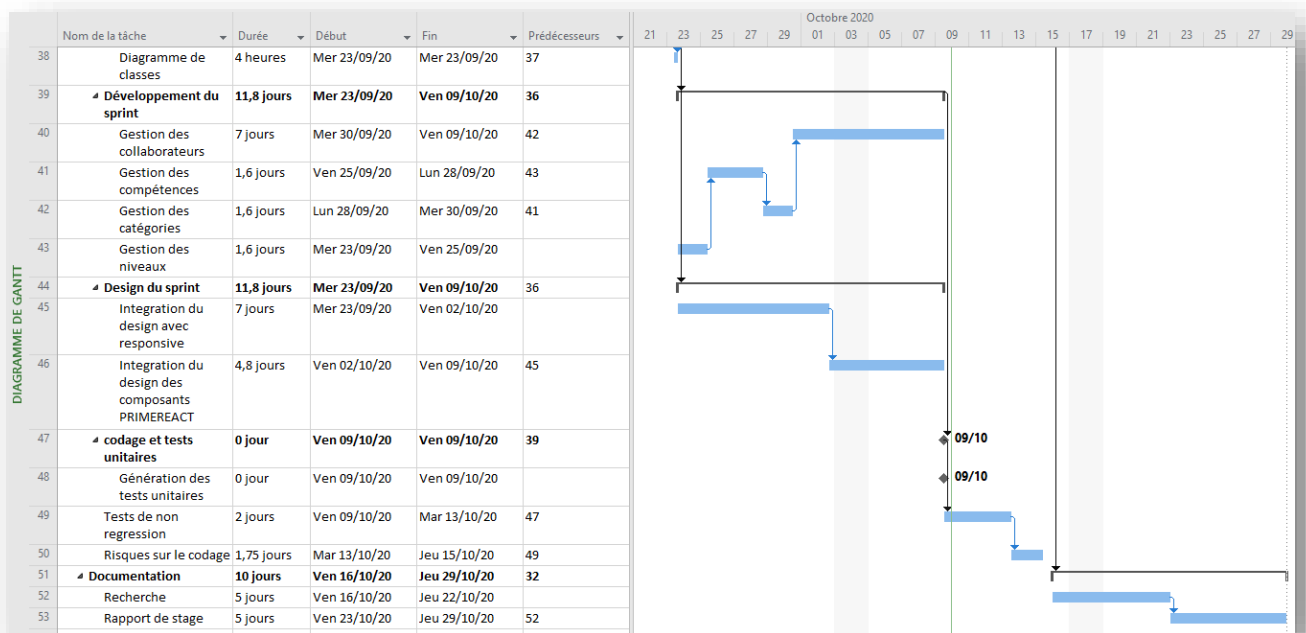 Octobre 2020
Nom de la tâche Durée Début Fin Prédécesseurs 21 23 25 27 29 01 03 05 07 09 11 13 15 17 19 21 23 25 27 29
38 Diagramme de 4 heures Mer 23/09/20 Mer 23/09/20 37
classes
39 Développement du 11,8 jours Mer 23/09/20 Ven 09/10/20 36
sprint
40 Gestion des 7 jours Mer 30/09/20 Ven 09/10/20 42
collaborateurs
41 Gestion des 1,6 jours Ven 25/09/20 Lun 28/09/20 43
compétences
42 Gestion des 1,6 jours Lun 28/09/20 Mer 30/09/20 41
catégories
43 Gestion des 1,6 jours Mer 23/09/20 Ven 25/09/20
niveaux
44 Design du sprint 11,8 jours Mer 23/09/20 Ven 09/10/20 36
45 Integration du 7 jours Mer 23/09/20 Ven 02/10/20
design avec
responsive
46 Integration du 4,8 jours Ven 02/10/20 Ven 09/10/20 45
design des
composants
PRIMEREACT
47 codage et tests 0 jour Ven 09/10/20 Ven 09/10/20 39 09/10
unitaires
48 Génération des 0 jour Ven 09/10/20 Ven 09/10/20 09/10
tests unitaires
49 Tests de non 2 jours Ven 09/10/20 Mar 13/10/20 47
regression
50 Risques sur le codage 1,75 jours Mar 13/10/20 Jeu 15/10/20 49
51 Documentation 10 jours Ven 16/10/20 Jeu 29/10/20 32
52 Recherche 5 jours Ven 16/10/20 Jeu 22/10/20
53 Rapport de stage 5 jours Ven 23/10/20 Jeu 29/10/20 52
DIAGRAMME DE GANTT